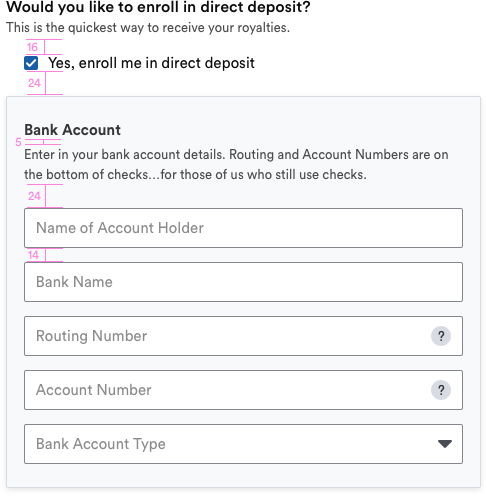 Would you like to enroll in direct deposit?
This is the quickest way to receive your royalties.
16
Yes, enroll me in direct deposit
24
Bank Account
5
Enter in your bank account details. Routing and Account Numbers are on
the bottom of checks...for those of us who still use checks.
24
Name of Account Holder
14
Bank Name
Routing Number ?
Account Number ?
Bank Account Type